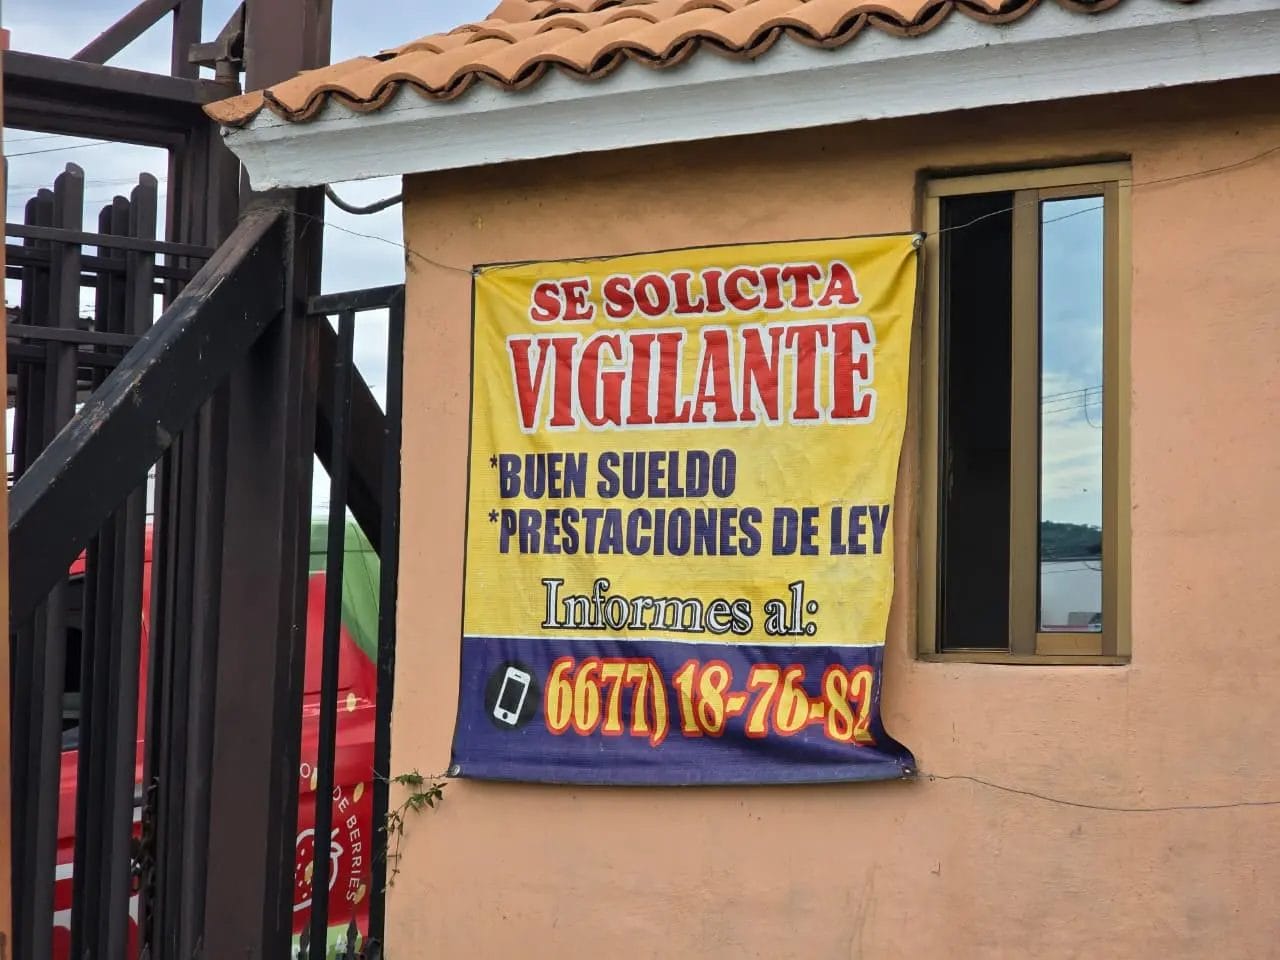 SE SOLICITA
VIGILANTE
*BUEN SUELDO
*PRESTACIONES DE LEY
Informes al:
6677) 18-76-82
DE BERRIES